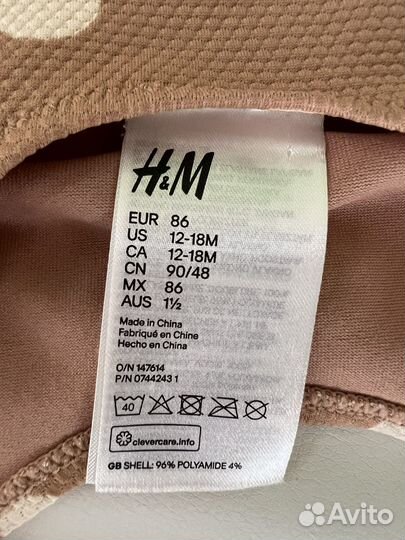 H&M
EUR 86
US 12-18M
CA 12-18M
CN 90/48
MX 86
AUS 1½
Made in China
Fabriqué en Chine
Hecho en China
O/N 147614
P/N 0744243 1
40
clevercare.info
GB SHELL: 96% POLYAMIDE 4%
Avito